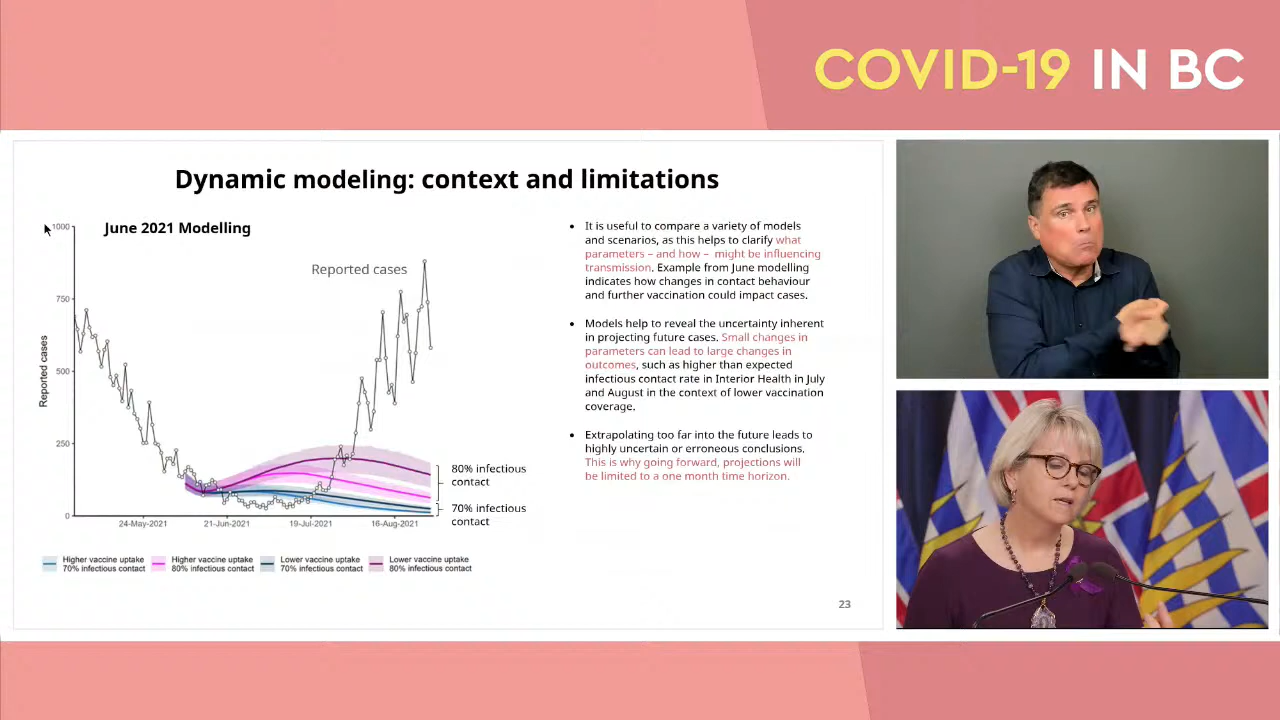 COVID-19 IN BC
Dynamic modeling: context and limitations
June 2021 Modelling
Reported cases
Reported cases
1000
750
500
250
0
24-May-2021
21-Jun-2021
19-Jul-2021
16-Aug-2021
80% infectious
contact
70% infectious
contact
Higher vaccine uptake
70% infectious contact
Higher vaccine uptake
80% infectious contact
Lower vaccine uptake
70% infectious contact
Lower vaccine uptake
80% infectious contact
• It is useful to compare a variety of models
and scenarios, as this helps to clarify what
parameters – and how – might be influencing
transmission. Example from June modelling
indicates how changes in contact behaviour
and further vaccination could impact cases.
• Models help to reveal the uncertainty inherent
in projecting future cases. Small changes in
parameters can lead to large changes in
outcomes, such as higher than expected
infectious contact rate in Interior Health in July
and August in the context of lower vaccination
coverage.
• Extrapolating too far into the future leads to
highly uncertain or erroneous conclusions.
This is why going forward, projections will
be limited to a one month time horizon.
23